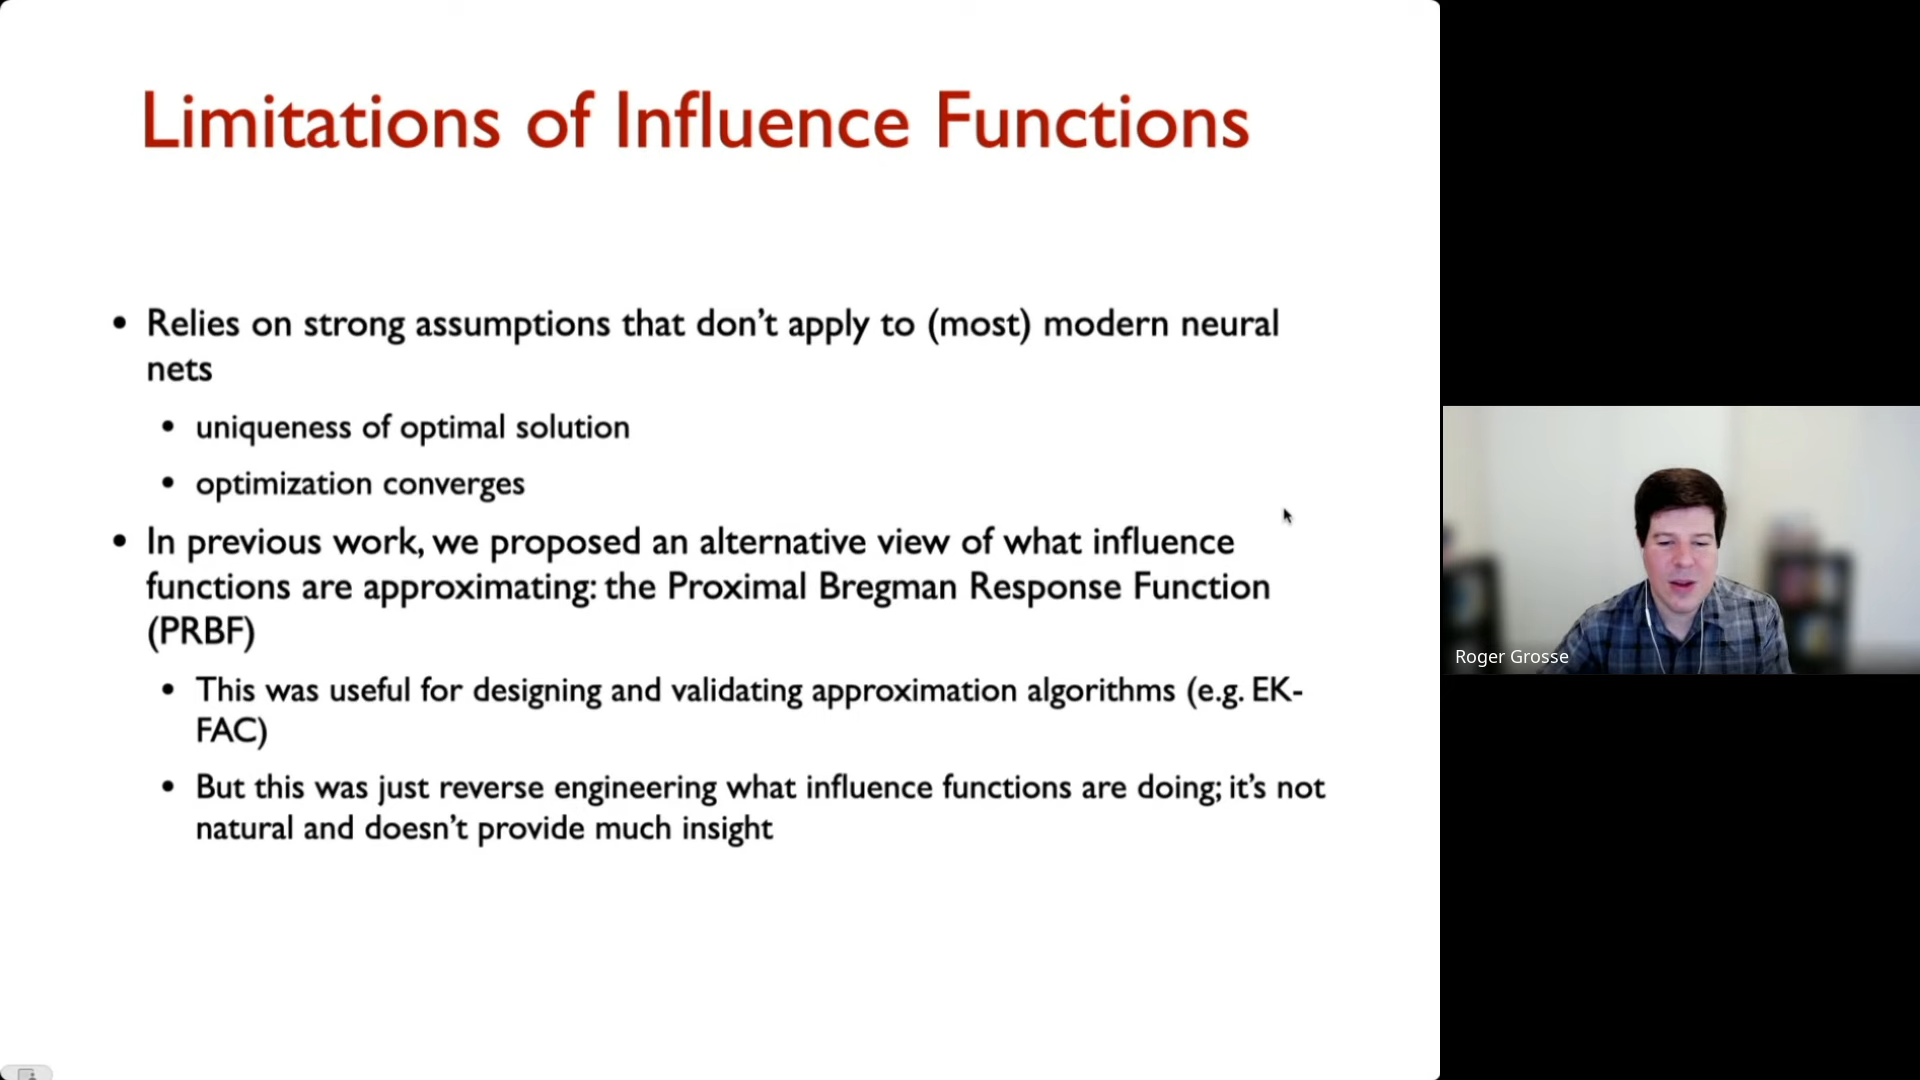 Limitations of Influence Functions
• Relies on strong assumptions that don't apply to (most) modern neural
nets
• uniqueness of optimal solution
• optimization converges
• In previous work, we proposed an alternative view of what influence
functions are approximating: the Proximal Bregman Response Function
(PRBF)
• This was useful for designing and validating approximation algorithms (e.g. EK-
FAC)
• But this was just reverse engineering what influence functions are doing; it's not
natural and doesn't provide much insight
Roger Grosse